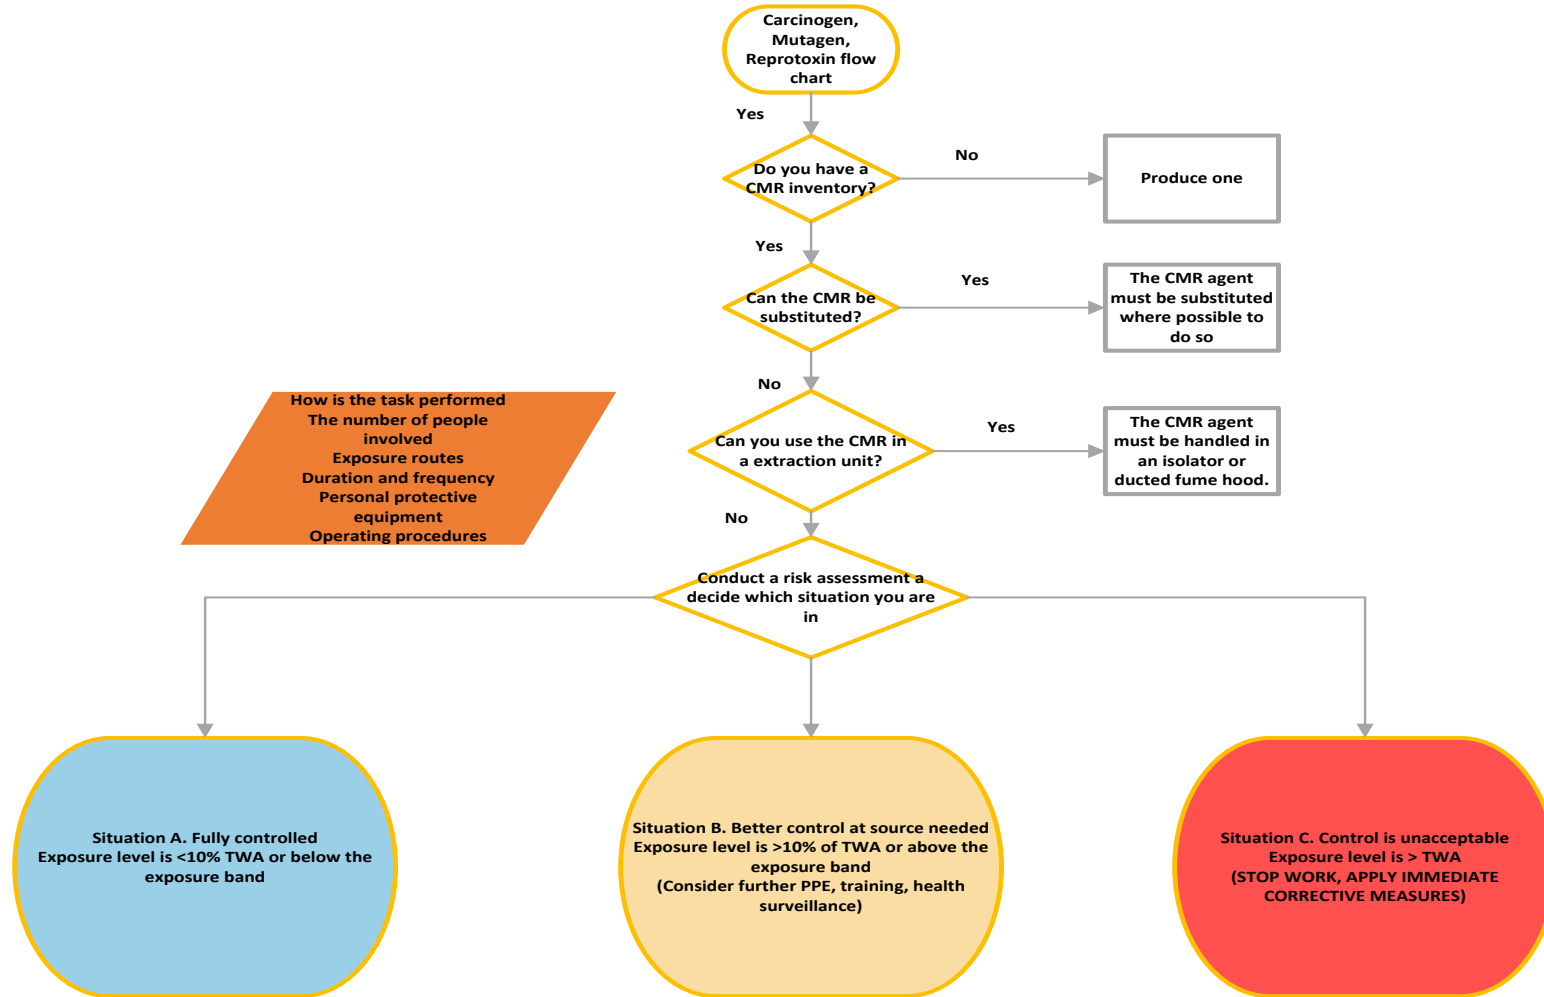 Carcinogen,
Mutagen,
Reprotoxin flow
chart
Yes
Do you have a
CMR inventory?
No
Produce one
Yes
Can the CMR be
substituted?
Yes
The CMR agent
must be substituted
where possible to
do so
No
How is the task performed
The number of people
involved
Exposure routes
Duration and frequency
Personal protective
equipment
Operating procedures
Can you use the CMR in
a extraction unit?
Yes
The CMR agent
must be handled in
an isolator or
ducted fume hood.
No
Conduct a risk assessment a
decide which situation you are
in
Situation A. Fully controlled
Exposure level is <10% TWA or below the
exposure band
Situation B. Better control at source needed
Exposure level is >10% of TWA or above the
exposure band
(Consider further PPE, training, health
surveillance)
Situation C. Control is unacceptable
Exposure level is > TWA
(STOP WORK, APPLY IMMEDIATE
CORRECTIVE MEASURES)